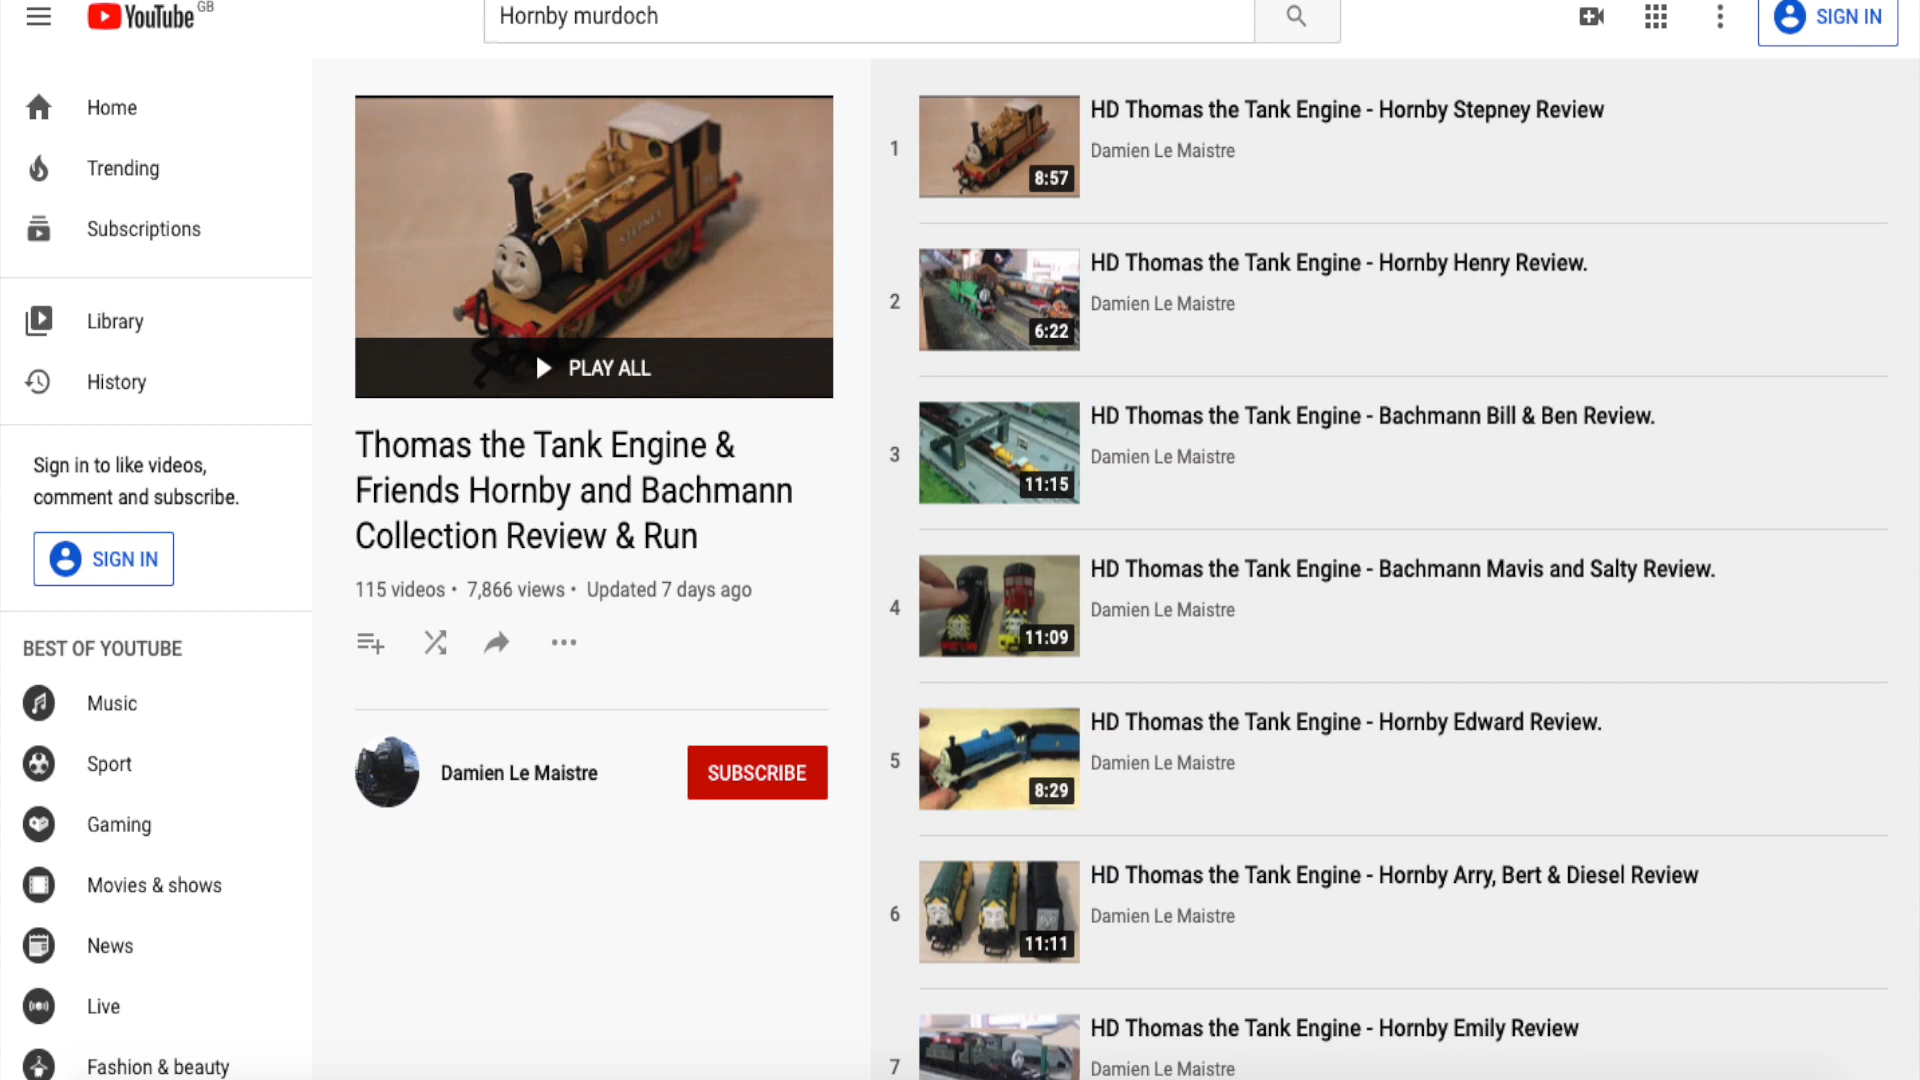 YouTube GB
Hornby murdoch
SIGN IN
Home
Trending
Subscriptions
Library
History
Sign in to like videos,
comment and subscribe.
SIGN IN
BEST OF YOUTUBE
Music
Sport
Gaming
Movies & shows
News
Live
Fashion & beauty
STEPNEY
PLAY ALL
Thomas the Tank Engine &
Friends Hornby and Bachmann
Collection Review & Run
115 videos • 7,866 views • Updated 7 days ago
Damien Le Maistre
SUBSCRIBE
1
8:57
HD Thomas the Tank Engine - Hornby Stepney Review
Damien Le Maistre
2
6:22
HD Thomas the Tank Engine - Hornby Henry Review.
Damien Le Maistre
3
11:15
HD Thomas the Tank Engine - Bachmann Bill & Ben Review.
Damien Le Maistre
4
11:09
HD Thomas the Tank Engine - Bachmann Mavis and Salty Review.
Damien Le Maistre
5
8:29
HD Thomas the Tank Engine - Hornby Edward Review.
Damien Le Maistre
6
11:11
HD Thomas the Tank Engine - Hornby Arry, Bert & Diesel Review
Damien Le Maistre
7
HD Thomas the Tank Engine - Hornby Emily Review
Damien Le Maistre